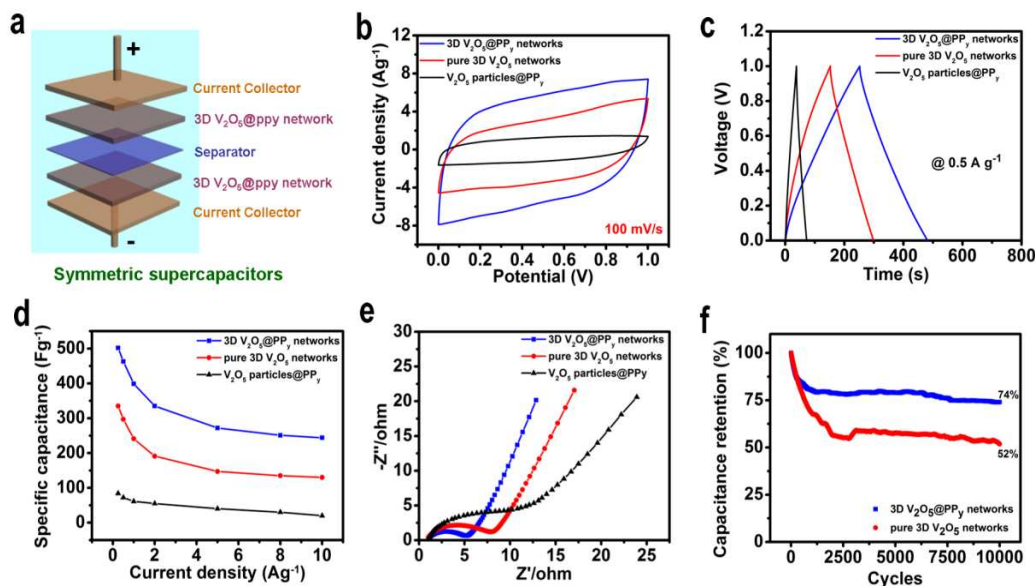 a
+
Current Collector
3D V₂O₅@ppy network
Separator
3D V₂O₅@ppy network
Current Collector
-
Symmetric supercapacitors
b
Current density (Ag⁻¹)
12
8
4
0
-4
-8
3D V₂O₅@PPy networks
pure 3D V₂O₅ networks
V₂O₅ particles@PPy
100 mV/s
0.0 0.2 0.4 0.6 0.8 1.0
Potential (V)
c
Voltage (V)
1.2
1.0
0.8
0.6
0.4
0.2
0.0
3D V₂O₅@PPy networks
pure 3D V₂O₅ networks
V₂O₅ particles@PPy
@ 0.5 A g⁻¹
0 200 400 600 800
Time (s)
d
Specific capacitance (Fg⁻¹)
500
400
300
200
100
0
3D V₂O₅@PPy networks
pure 3D V₂O₅ networks
V₂O₅ particles@PPy
0 2 4 6 8 10
Current density (Ag⁻¹)
e
-Z''/ohm
30
25
20
15
10
5
0
3D V₂O₅@PPy networks
pure 3D V₂O₅ networks
V₂O₅ particles@PPy
0 5 10 15 20 25
Z'/ohm
f
Capacitance retention (%)
100
75
50
25
0
74%
52%
3D V₂O₅@PPy networks
pure 3D V₂O₅ networks
0 2500 5000 7500 10000
Cycles